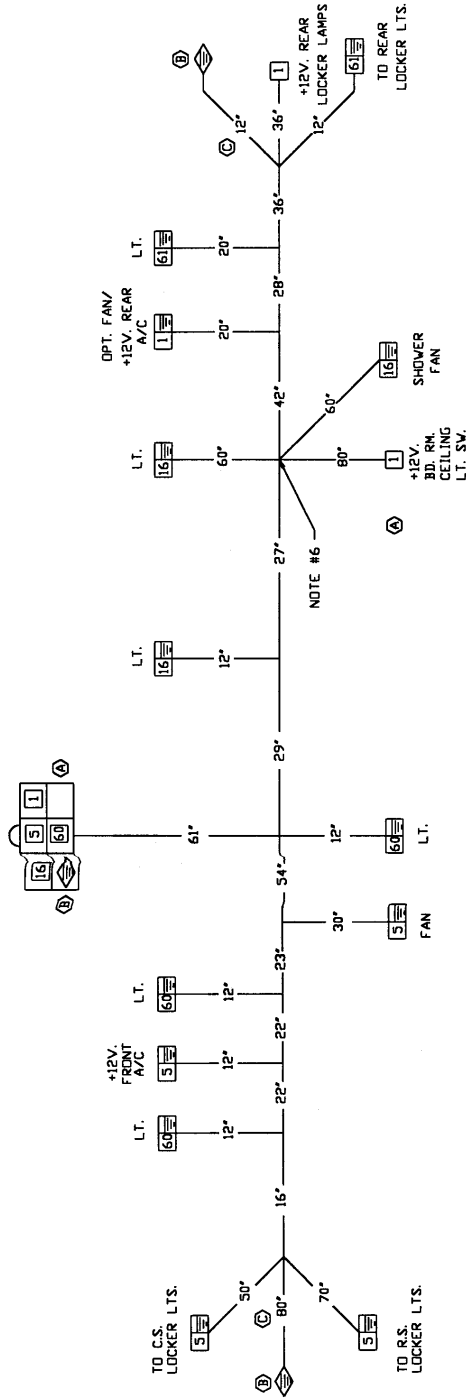 TO C.S.
LOCKER LTS.
5
50"
B
80"
C
TO R.S.
LOCKER LTS.
5
70"
16"
LT.
60
12"
22"
+12V.
FRONT
A/C
5
12"
22"
LT.
60
12"
23"
30"
5
FAN
54"
16
5
1
60
B
A
61"
12"
60
LT.
29"
LT.
16
12"
27"
NOTE #6
LT.
16
60"
80"
1
+12V.
BD. RM.
CEILING
LT. SW.
A
60"
16
SHOWER
FAN
42"
OPT. FAN/
+12V. REAR
A/C
1
20"
28"
LT.
61
20"
36"
B
12"
C
36"
1
+12V. REAR
LOCKER LAMPS
12"
61
TO REAR
LOCKER LTS.